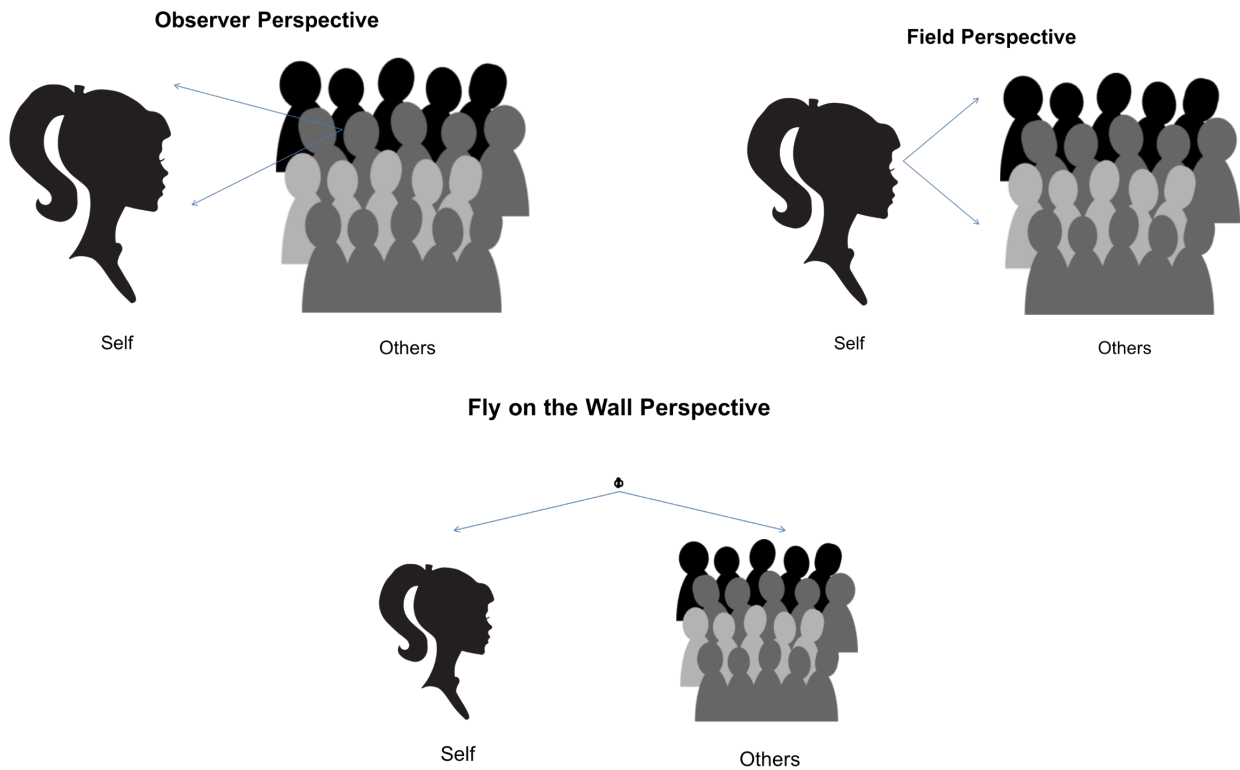 Observer Perspective
Field Perspective
Self
Others
Self
Others
Fly on the Wall Perspective
Self
Others